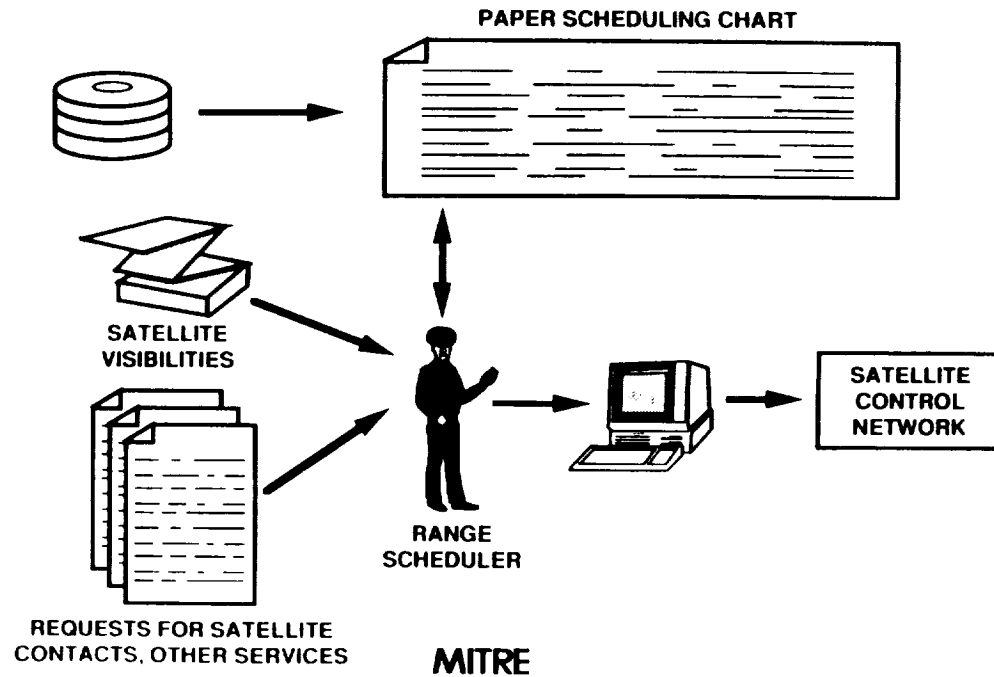 PAPER SCHEDULING CHART
SATELLITE
VISIBILITIES
SATELLITE
CONTROL
NETWORK
RANGE
SCHEDULER
REQUESTS FOR SATELLITE
CONTACTS, OTHER SERVICES
MITRE